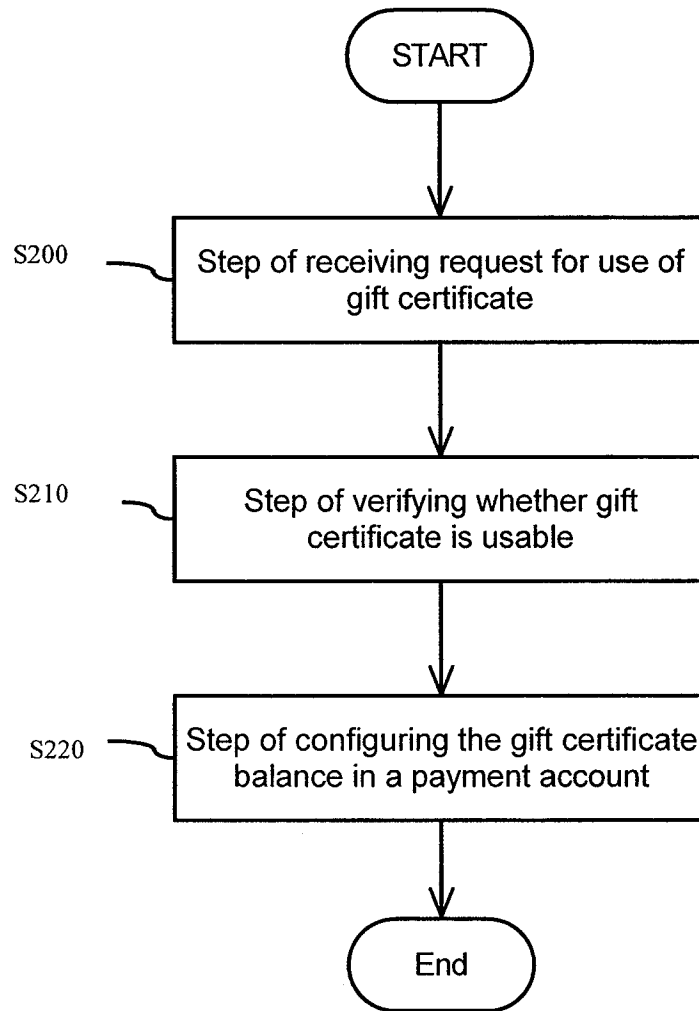 START
S200
Step of receiving request for use of
gift certificate
S210
Step of verifying whether gift
certificate is usable
S220
Step of configuring the gift certificate
balance in a payment account
End